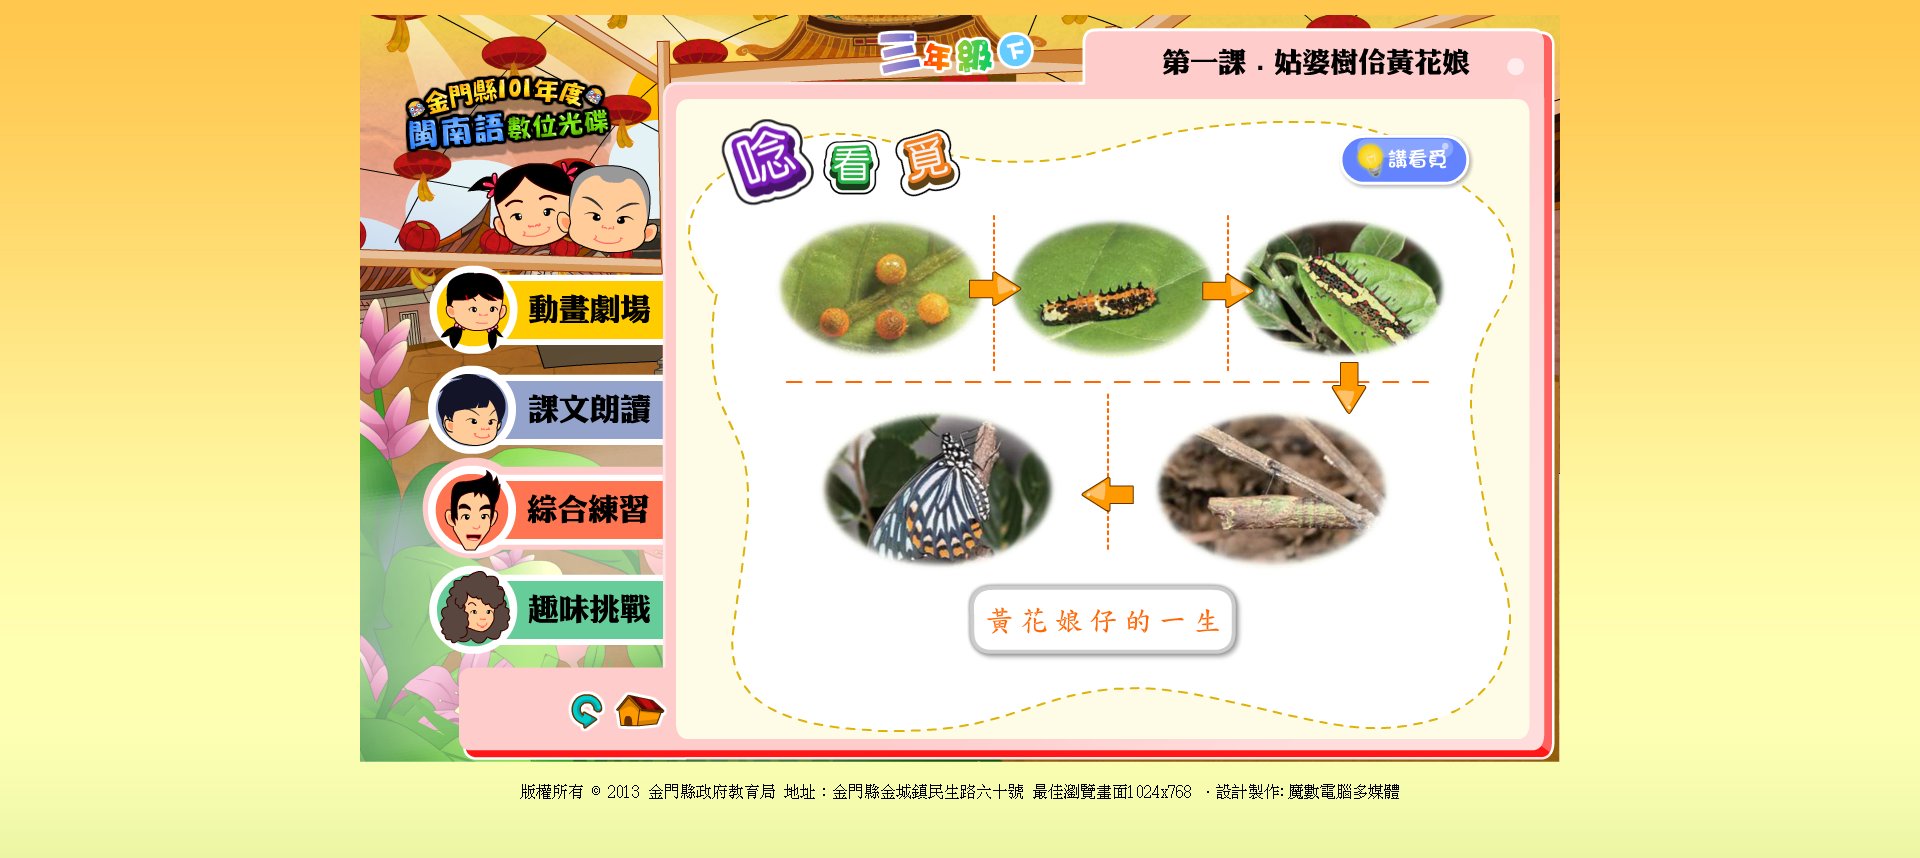 三年級 下
第一課．姑婆樹佮黃花娘
金門縣101年度
閩南語數位光碟
唸看覓
講看覓
動畫劇場
課文朗讀
綜合練習
趣味挑戰
黃花娘仔的一生
版權所有 © 2013 金門縣政府教育局 地址：金門縣金城鎮民生路六十號 最佳瀏覽畫面1024x768 ．設計製作: 魔數電腦多媒體